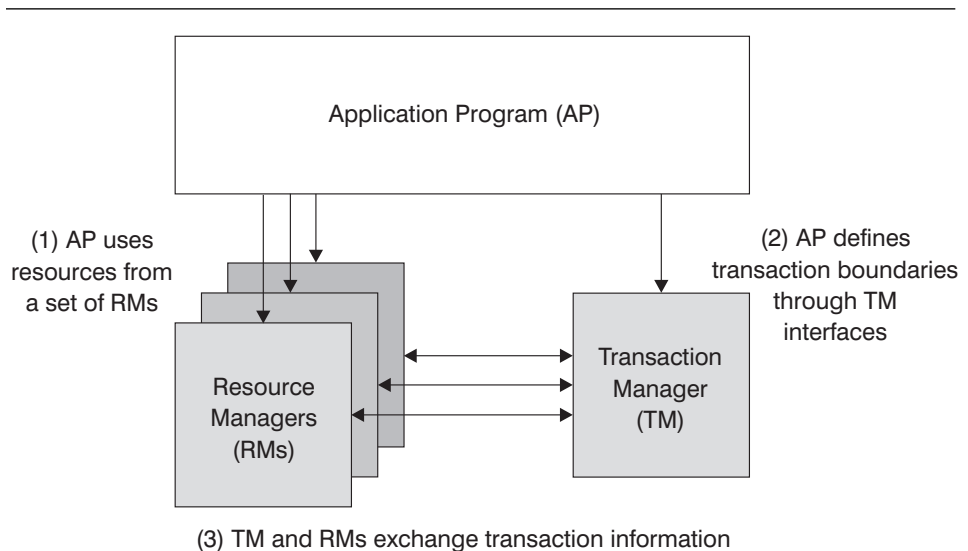 Application Program (AP)
(1) AP uses
resources from
a set of RMs
(2) AP defines
transaction boundaries
through TM
interfaces
Resource
Managers
(RMs)
Transaction
Manager
(TM)
(3) TM and RMs exchange transaction information